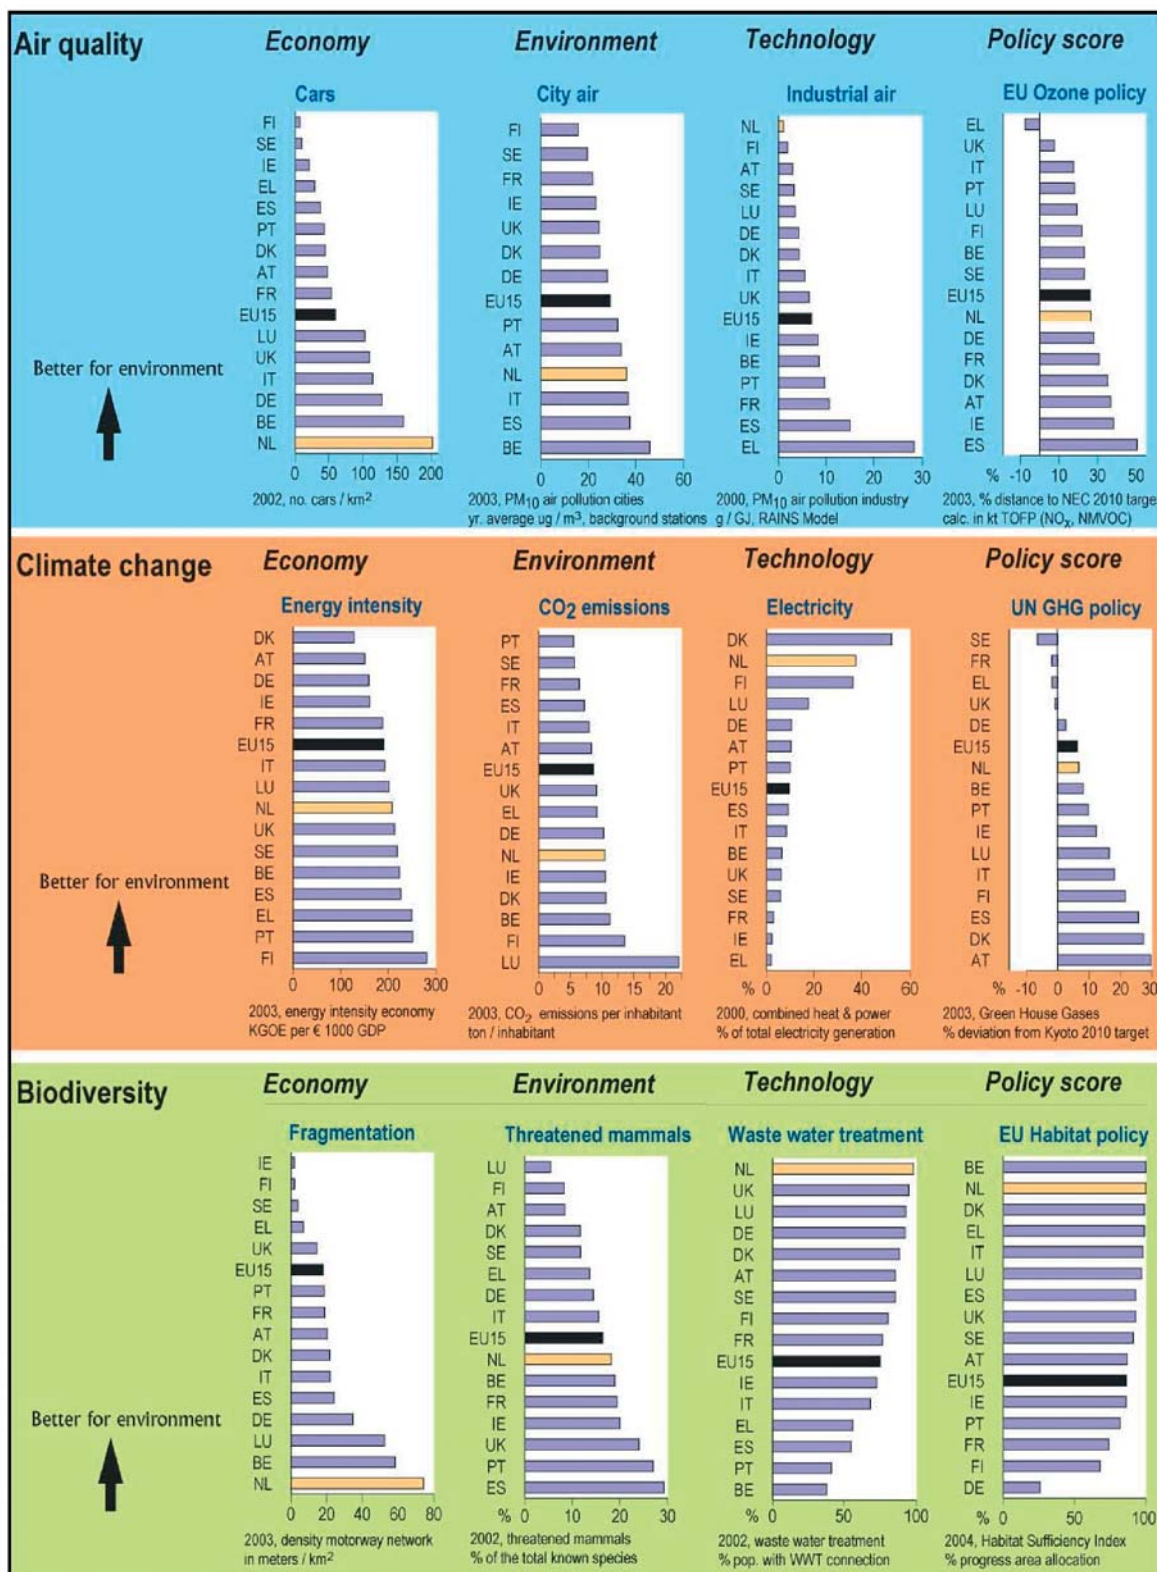 Air quality
Economy
Environment
Technology
Policy score
Cars
FI
SE
IE
EL
ES
PT
DK
AT
FR
EU15
LU
UK
IT
DE
BE
NL
0 50 100 150 200
2002, no. cars / km²
City air
FI
SE
FR
IE
UK
DK
DE
EU15
PT
AT
NL
IT
ES
BE
0 20 40 60
2003, PM₁₀ air pollution cities
yr. average ug / m³, background stations
Industrial air
NL
FI
AT
SE
LU
DE
DK
IT
UK
EU15
IE
BE
PT
FR
ES
EL
0 10 20 30
2000, PM₁₀ air pollution industry
g / GJ, RAINS Model
EU Ozone policy
EL
UK
IT
PT
LU
FI
BE
SE
EU15
NL
DE
FR
DK
AT
IE
ES
% -10 10 30 50
2003, % distance to NEC 2010 target
calc. in kt TOFP (NOₓ, NMVOC)
Better for environment
Climate change
Economy
Environment
Technology
Policy score
Energy intensity
DK
AT
DE
IE
FR
EU15
IT
LU
NL
UK
SE
BE
ES
EL
PT
FI
0 100 200 300
2003, energy intensity economy
KGOE per € 1000 GDP
CO₂ emissions
PT
SE
FR
ES
IT
AT
EU15
UK
EL
DE
NL
IE
DK
BE
FI
LU
0 5 10 15 20
2003, CO₂ emissions per inhabitant
ton / inhabitant
Electricity
DK
NL
FI
LU
DE
AT
PT
EU15
ES
IT
BE
UK
SE
FR
IE
EL
% 0 20 40 60
2000, combined heat & power
% of total electricity generation
UN GHG policy
SE
FR
EL
UK
DE
EU15
NL
BE
PT
IE
LU
IT
FI
ES
DK
AT
% -10 0 10 20 30
2003, Green House Gases
% deviation from Kyoto 2010 target
Better for environment
Biodiversity
Economy
Environment
Technology
Policy score
Fragmentation
IE
FI
SE
EL
UK
EU15
PT
FR
AT
DK
IT
ES
DE
LU
BE
NL
0 20 40 60 80
2003, density motorway network
in meters / km²
Threatened mammals
LU
FI
AT
DK
SE
EL
DE
IT
EU15
NL
BE
FR
IE
UK
PT
ES
% 0 10 20 30
2002, threatened mammals
% of the total known species
Waste water treatment
NL
UK
LU
DE
DK
AT
SE
FI
FR
EU15
IE
IT
EL
ES
PT
BE
% 0 50 100
2002, waste water treatment
% pop. with WWT connection
EU Habitat policy
BE
NL
DK
EL
IT
LU
ES
UK
SE
AT
EU15
IE
PT
FR
FI
DE
% 0 50 100
2004, Habitat Sufficiency Index
% progress area allocation
Better for environment